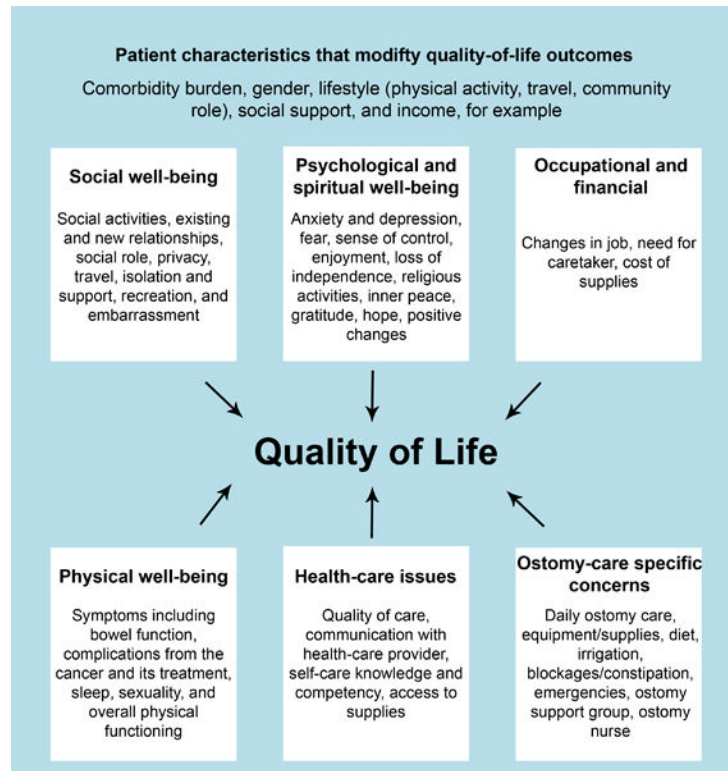 Patient characteristics that modifty quality-of-life outcomes
Comorbidity burden, gender, lifestyle (physical activity, travel, community
role), social support, and income, for example
Social well-being
Social activities, existing
and new relationships,
social role, privacy,
travel, isolation and
support, recreation, and
embarrassment
Psychological and
spiritual well-being
Anxiety and depression,
fear, sense of control,
enjoyment, loss of
independence, religious
activities, inner peace,
gratitude, hope, positive
changes
Occupational and
financial
Changes in job, need for
caretaker, cost of
supplies
Quality of Life
Physical well-being
Symptoms including
bowel function,
complications from the
cancer and its treatment,
sleep, sexuality, and
overall physical
functioning
Health-care issues
Quality of care,
communication with
health-care provider,
self-care knowledge and
competency, access to
supplies
Ostomy-care specific
concerns
Daily ostomy care,
equipment/supplies, diet,
irrigation,
blockages/constipation,
emergencies, ostomy
support group, ostomy
nurse